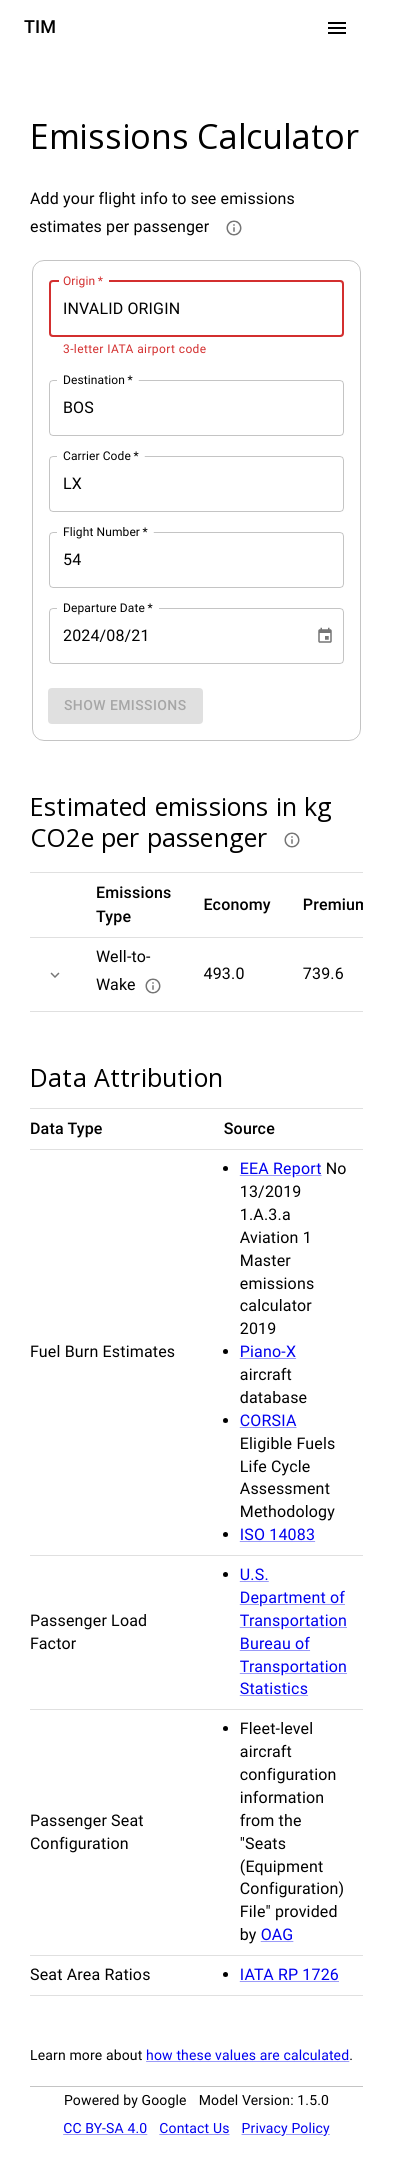 TIM
Emissions Calculator
Add your flight info to see emissions
estimates per passenger
Origin *
INVALID ORIGIN
3-letter IATA airport code
Destination *
BOS
Carrier Code *
LX
Flight Number *
54
Departure Date *
2024/08/21
SHOW EMISSIONS
Estimated emissions in kg
CO2e per passenger
Emissions
Type
Economy
Premiun
Well-to-
Wake
493.0
739.6
Data Attribution
Data Type
Source
Fuel Burn Estimates
• EEA Report No
13/2019
1.A.3.a
Aviation 1
Master
emissions
calculator
2019
• Piano-X
aircraft
database
• CORSIA
Eligible Fuels
Life Cycle
Assessment
Methodology
• ISO 14083
Passenger Load
Factor
• U.S.
Department of
Transportation
Bureau of
Transportation
Statistics
Passenger Seat
Configuration
• Fleet-level
aircraft
configuration
information
from the
"Seats
(Equipment
Configuration)
File" provided
by OAG
Seat Area Ratios
• IATA RP 1726
Learn more about how these values are calculated.
Powered by Google Model Version: 1.5.0
CC BY-SA 4.0 Contact Us Privacy Policy